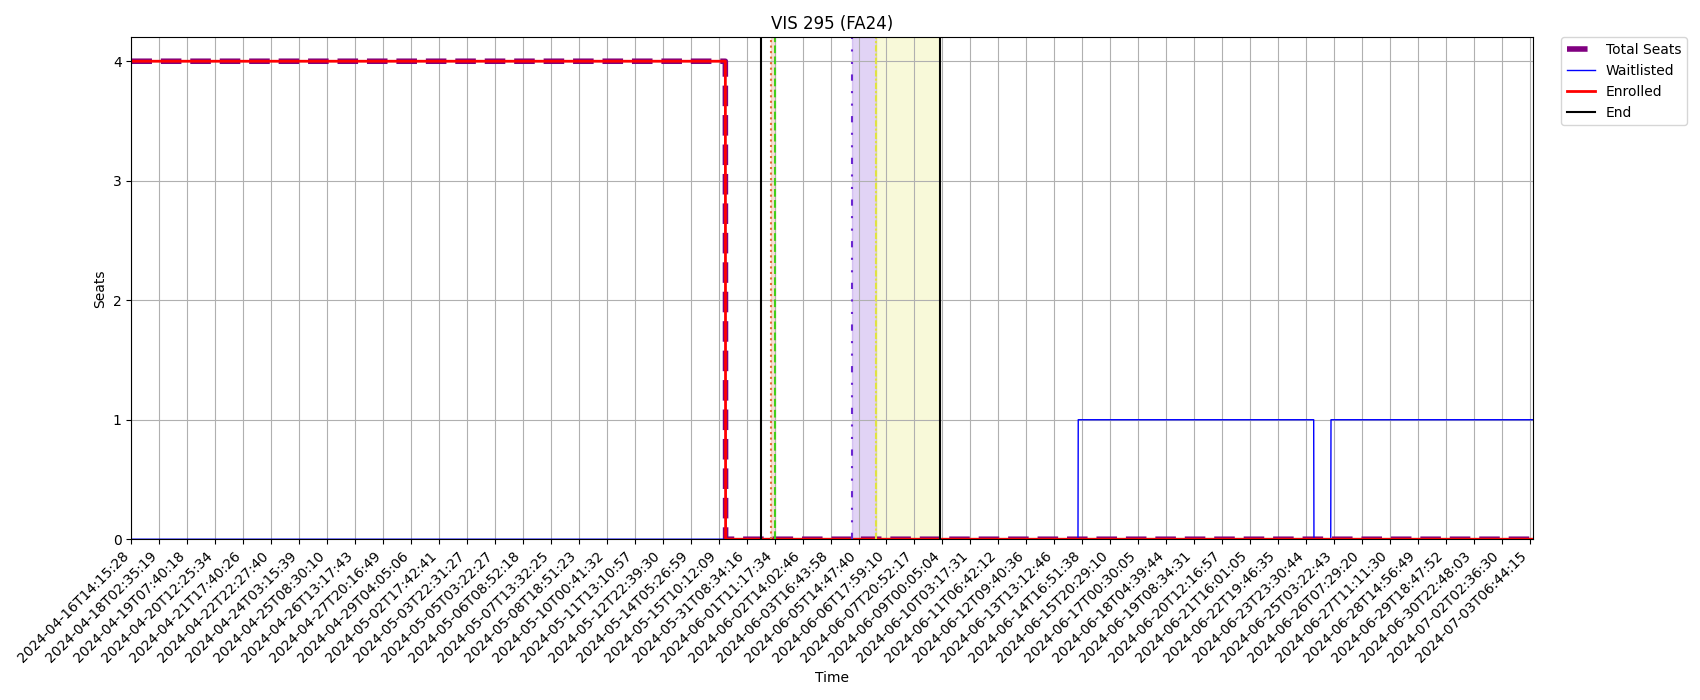 VIS 295 (FA24)
Total Seats
Waitlisted
Enrolled
End
Seats
4
3
2
1
0
2024-04-16T14:15:28
2024-04-18T02:35:19
2024-04-19T07:40:18
2024-04-20T12:25:34
2024-04-21T17:40:26
2024-04-22T22:27:40
2024-04-24T03:15:39
2024-04-25T08:30:10
2024-04-26T13:17:43
2024-04-27T20:16:49
2024-04-29T04:05:06
2024-05-02T17:42:41
2024-05-03T22:31:27
2024-05-05T03:22:27
2024-05-06T08:52:18
2024-05-07T13:32:25
2024-05-08T18:51:23
2024-05-10T00:41:32
2024-05-11T13:10:57
2024-05-12T22:39:30
2024-05-14T05:26:59
2024-05-15T10:12:09
2024-05-31T08:34:16
2024-06-01T11:17:34
2024-06-02T14:02:46
2024-06-03T16:43:58
2024-06-05T14:47:40
2024-06-06T17:59:10
2024-06-07T20:52:17
2024-06-09T00:05:04
2024-06-10T03:17:31
2024-06-11T06:42:12
2024-06-12T09:40:36
2024-06-13T13:12:46
2024-06-14T16:51:38
2024-06-15T20:29:10
2024-06-17T00:30:05
2024-06-18T04:39:44
2024-06-19T08:34:31
2024-06-20T12:16:57
2024-06-21T16:01:05
2024-06-22T19:46:35
2024-06-23T23:30:44
2024-06-25T03:22:43
2024-06-26T07:29:20
2024-06-27T11:11:30
2024-06-28T14:56:49
2024-06-29T18:47:52
2024-06-30T22:48:03
2024-07-02T02:36:30
2024-07-03T06:44:15
Time